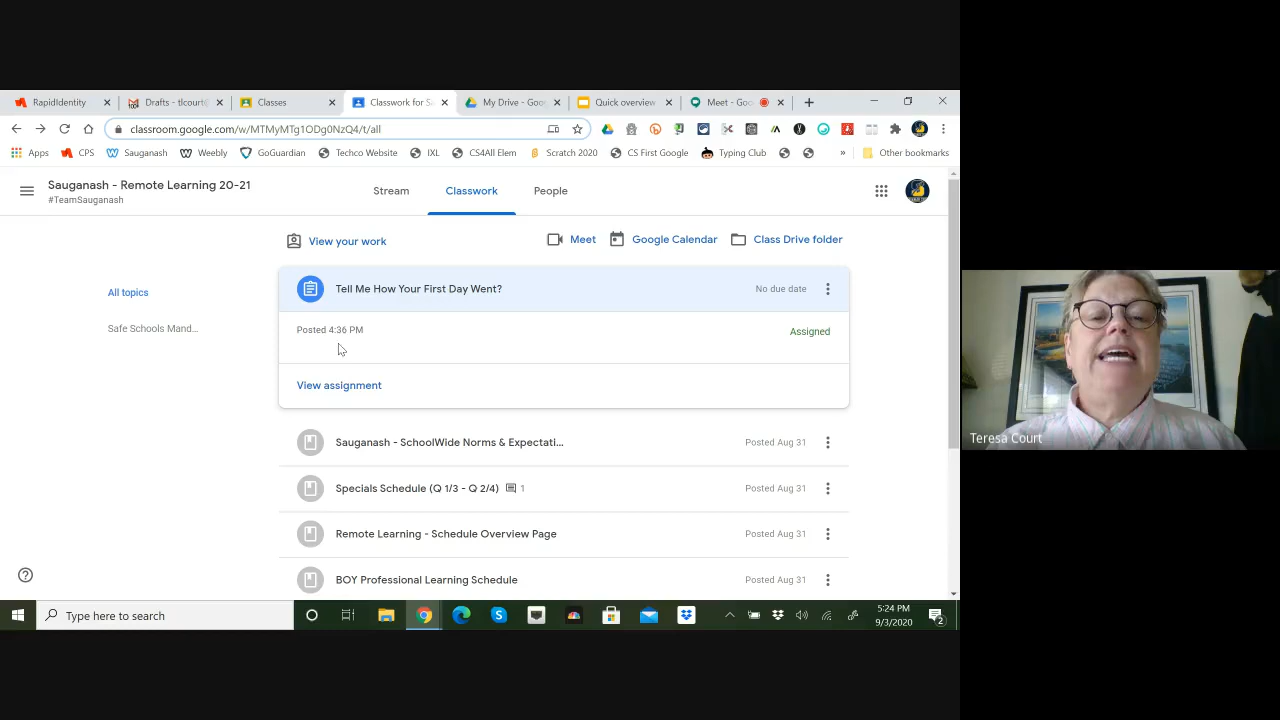 RapidIdentity
Drafts - tlcourt@
Classes
Classwork for S
My Drive - Goo
Quick overview
Meet - Goo
classroom.google.com/w/MTMyMTg1ODg0NzQ4/t/all
Apps
CPS
Sauganash
Weebly
GoGuardian
Techco Website
IXL
CS4All Elem
Scratch 2020
CS First Google
Typing Club
»
Other bookmarks
Sauganash - Remote Learning 20-21
#TeamSauganash
Stream
Classwork
People
View your work
Meet
Google Calendar
Class Drive folder
All topics
Safe Schools Mand...
Tell Me How Your First Day Went?
No due date
Posted 4:36 PM
Assigned
View assignment
Sauganash - SchoolWide Norms & Expectati...
Posted Aug 31
Specials Schedule (Q 1/3 - Q 2/4)
1
Posted Aug 31
Remote Learning - Schedule Overview Page
Posted Aug 31
BOY Professional Learning Schedule
Posted Aug 31
Teresa Court
Type here to search
5:24 PM
9/3/2020
2